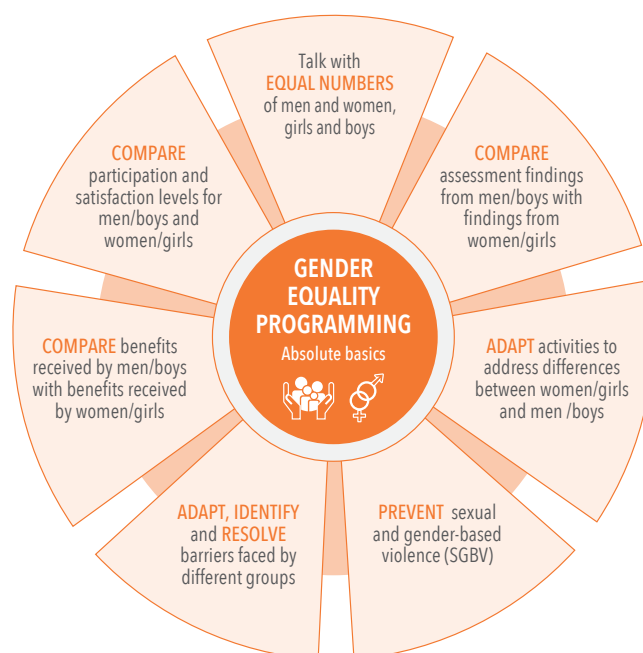 GENDER
EQUALITY
PROGRAMMING
Absolute basics
Talk with
EQUAL NUMBERS
of men and women,
girls and boys
COMPARE
assessment findings
from men/boys with
findings from
women/girls
ADAPT activities to
address differences
between women/girls
and men /boys
PREVENT sexual
and gender-based
violence (SGBV)
ADAPT, IDENTIFY
and RESOLVE
barriers faced by
different groups
COMPARE benefits
received by men/boys
with benefits received
by women/girls
COMPARE
participation and
satisfaction levels for
men/boys and
women/girls